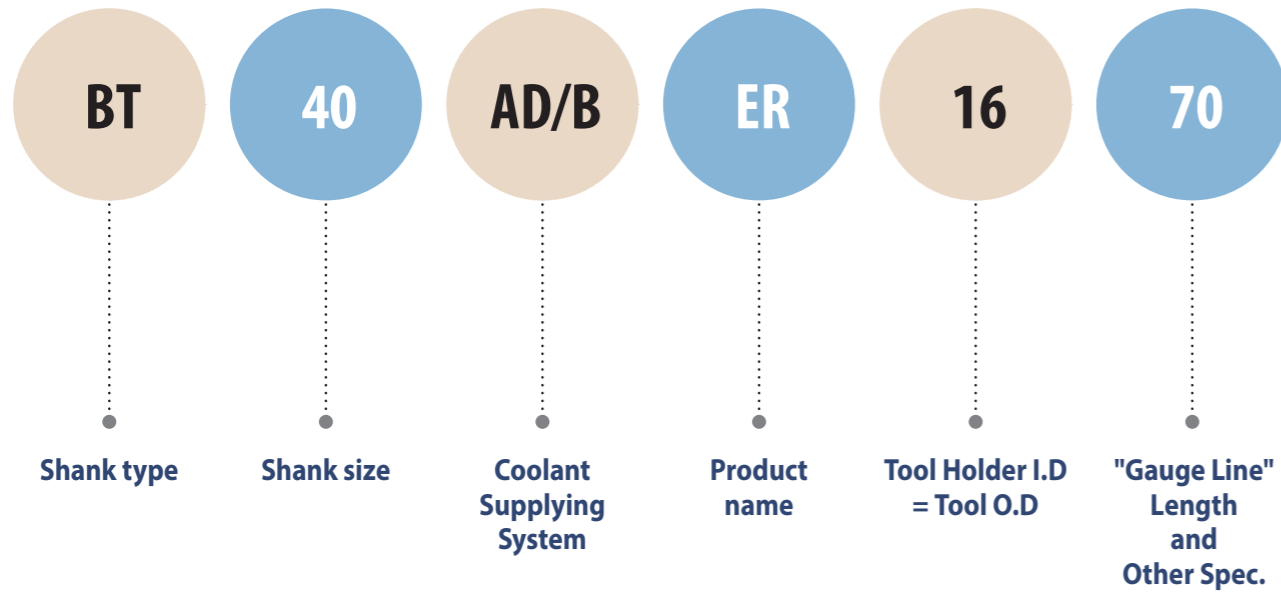 BT
40
AD/B
ER
16
70
Shank type
Shank size
Coolant
Supplying
System
Product
name
Tool Holder I.D
= Tool O.D
"Gauge Line"
Length
and
Other Spec.